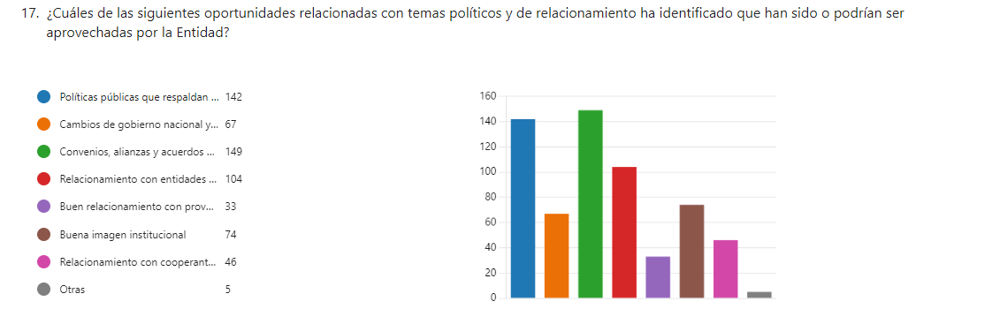 17. ¿Cuáles de las siguientes oportunidades relacionadas con temas políticos y de relacionamiento ha identificado que han sido o podrían ser
aprovechadas por la Entidad?
Políticas públicas que respaldan ... 142
Cambios de gobierno nacional y... 67
Convenios, alianzas y acuerdos ... 149
Relacionamiento con entidades ... 104
Buen relacionamiento con prov... 33
Buena imagen institucional 74
Relacionamiento con cooperant... 46
Otras 5
160
140
120
100
80
60
40
20
0